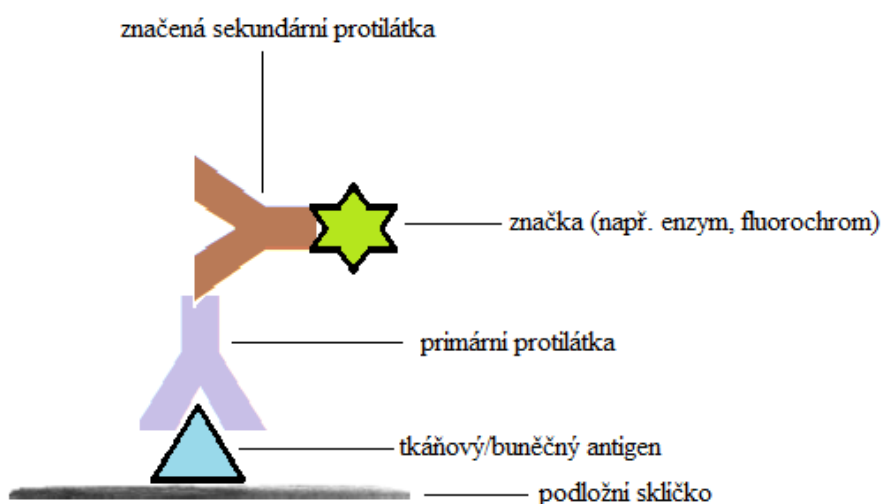 značená sekundární protilátka
značka (např. enzym, fluorochrom)
primární protilátka
tkáňový/buněčný antigen
podložní sklíčko